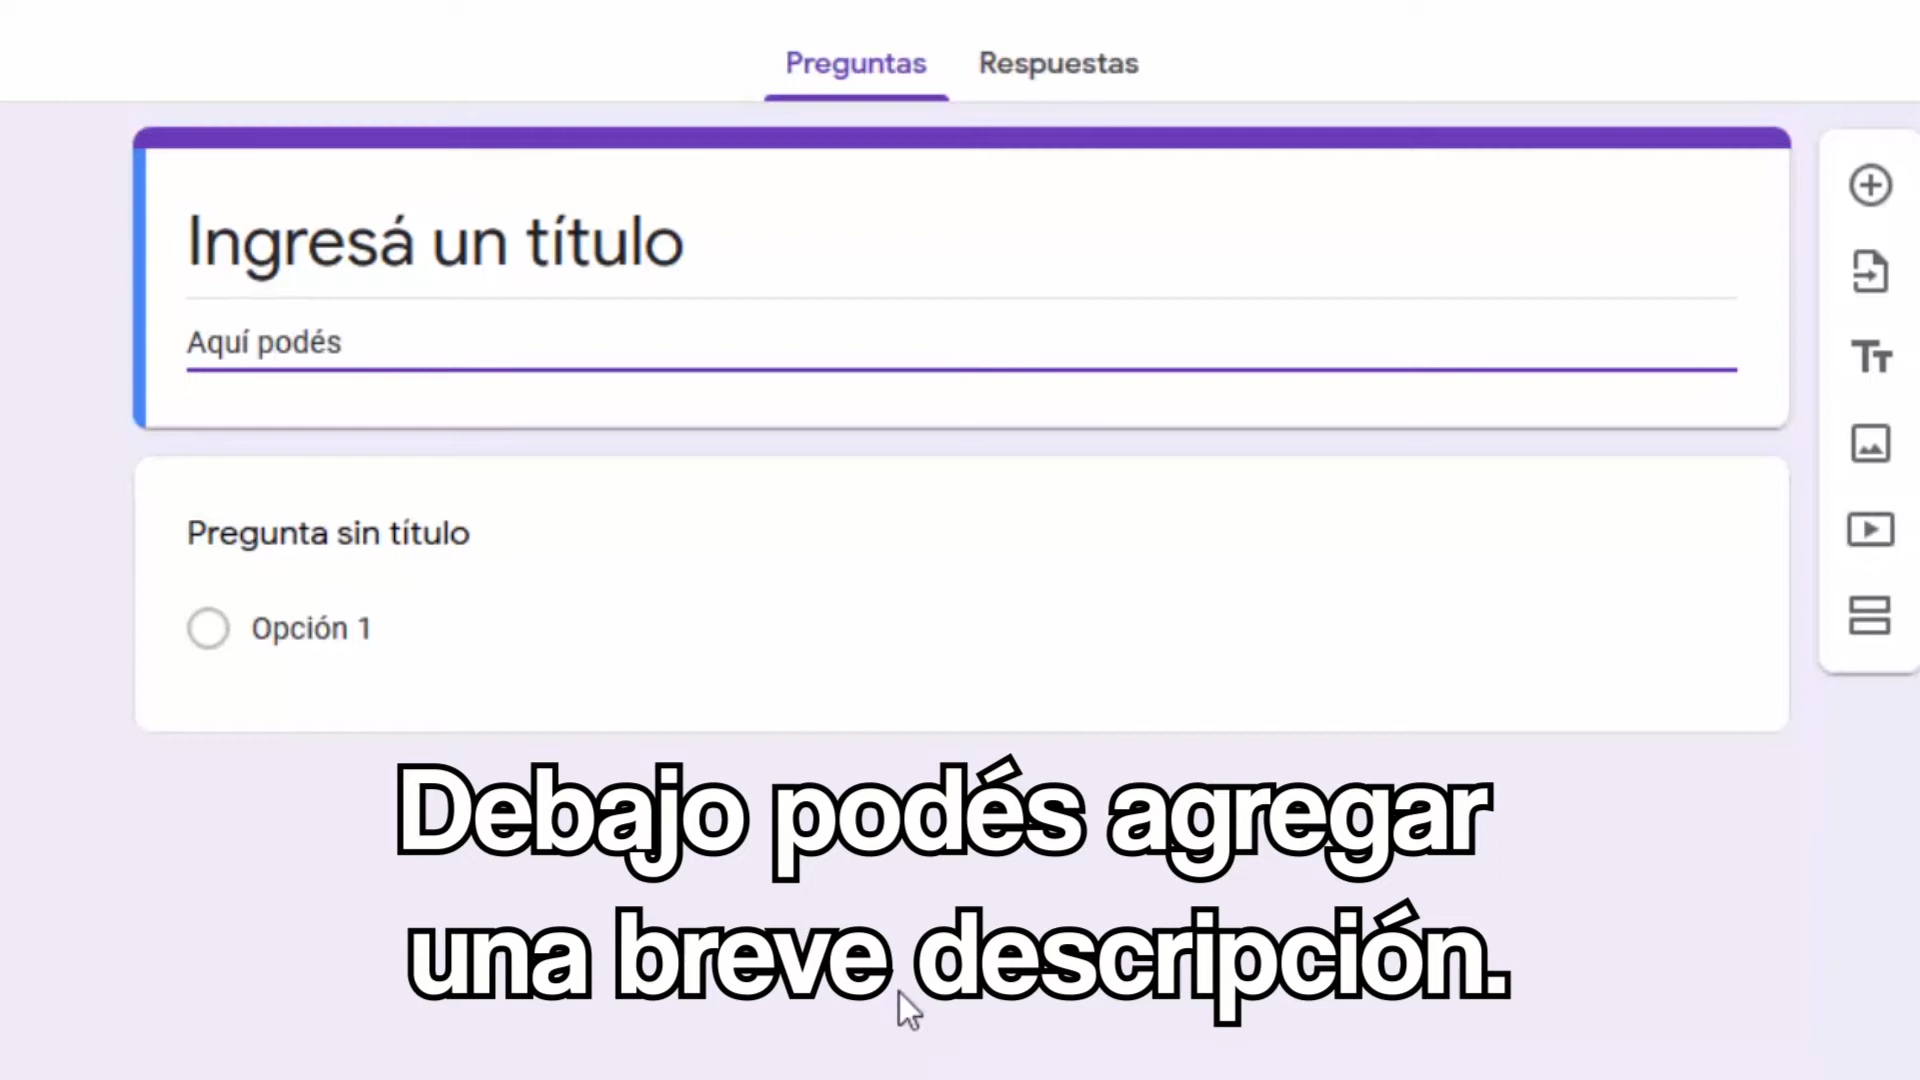 Preguntas Respuestas
Ingresá un título
Aquí podés
Pregunta sin título
Opción 1
Debajo podés agregar
una breve descripción.